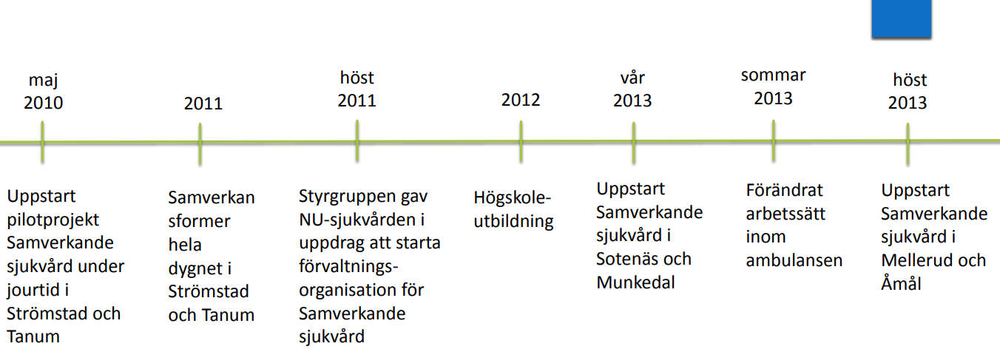 maj
2010
2011
höst
2011
2012
vår
2013
sommar
2013
höst
2013
Uppstart
pilotprojekt
Samverkande
sjukvård under
jourtid i
Strömstad och
Tanum
Samverkan
sformer
hela
dygnet i
Strömstad
och Tanum
Styrgruppen gav
NU-sjukvården i
uppdrag att starta
förvaltnings-
organisation för
Samverkande
sjukvård
Högskole-
utbildning
Uppstart
Samverkande
sjukvård i
Sotenäs och
Munkedal
Förändrat
arbetssätt
inom
ambulansen
Uppstart
Samverkande
sjukvård i
Mellerud och
Åmål